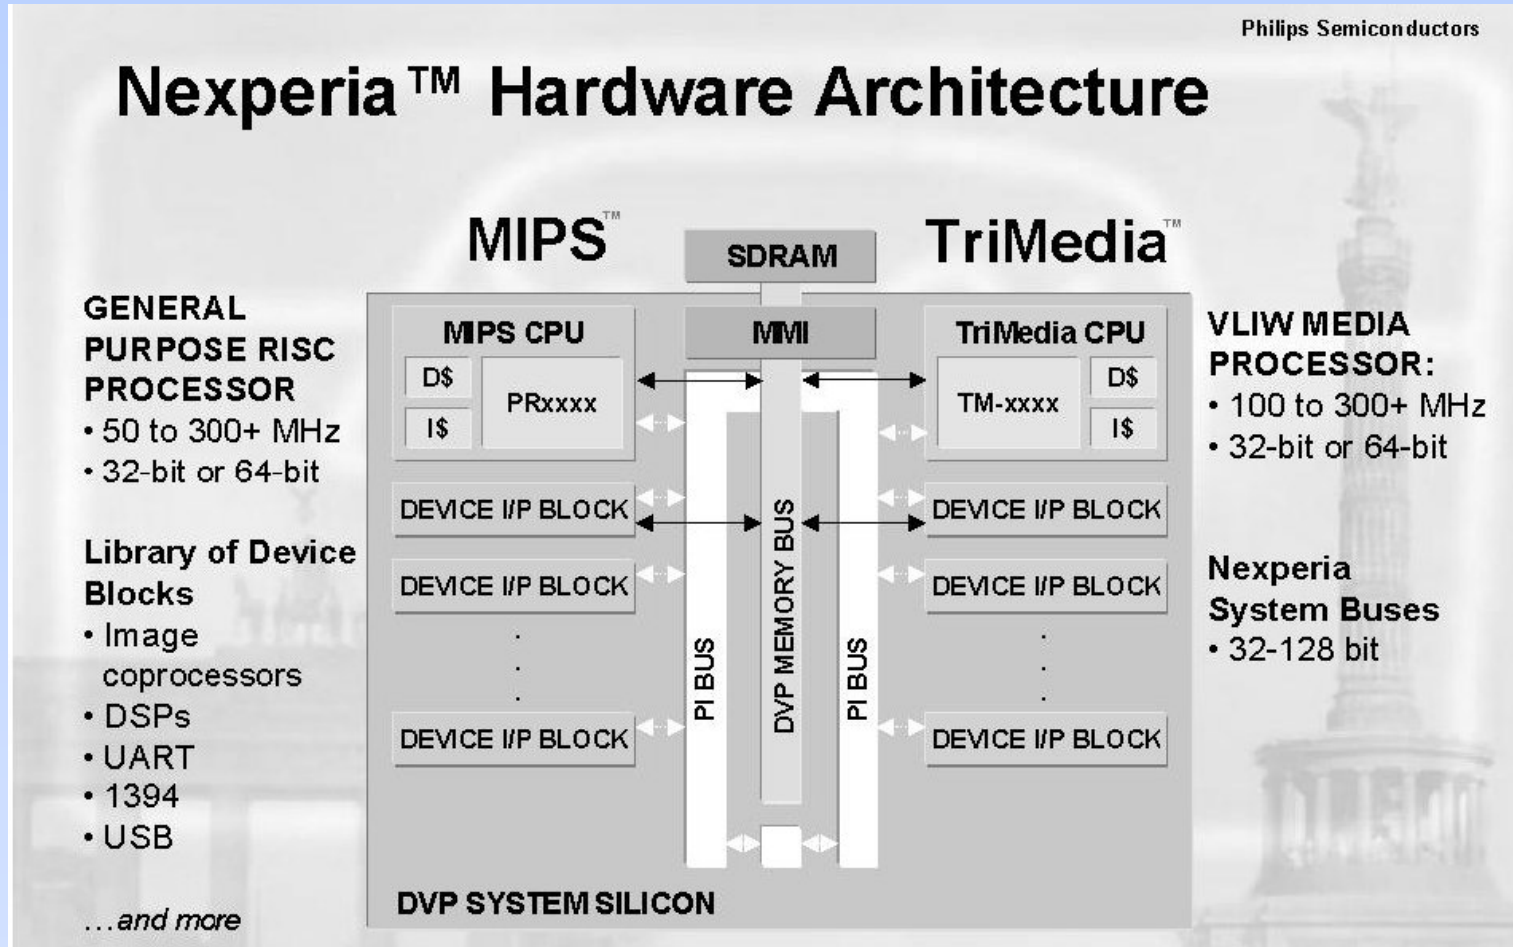 Philips Semiconductors
Nexperia™ Hardware Architecture
MIPS™
TriMedia™
SDRAM
GENERAL
PURPOSE RISC
PROCESSOR
• 50 to 300+ MHz
• 32-bit or 64-bit
Library of Device
Blocks
• Image
coprocessors
• DSPs
• UART
• 1394
• USB
...and more
MIPS CPU
D$
I$
PRxxxx
DEVICE I/P BLOCK
DEVICE I/P BLOCK
.
.
.
DEVICE I/P BLOCK
MMI
PI BUS
DVP MEMORY BUS
PI BUS
TriMedia CPU
TM-xxxx
D$
I$
DEVICE I/P BLOCK
DEVICE I/P BLOCK
.
.
.
DEVICE I/P BLOCK
DVP SYSTEM SILICON
VLIW MEDIA
PROCESSOR:
• 100 to 300+ MHz
• 32-bit or 64-bit
Nexperia
System Buses
• 32-128 bit